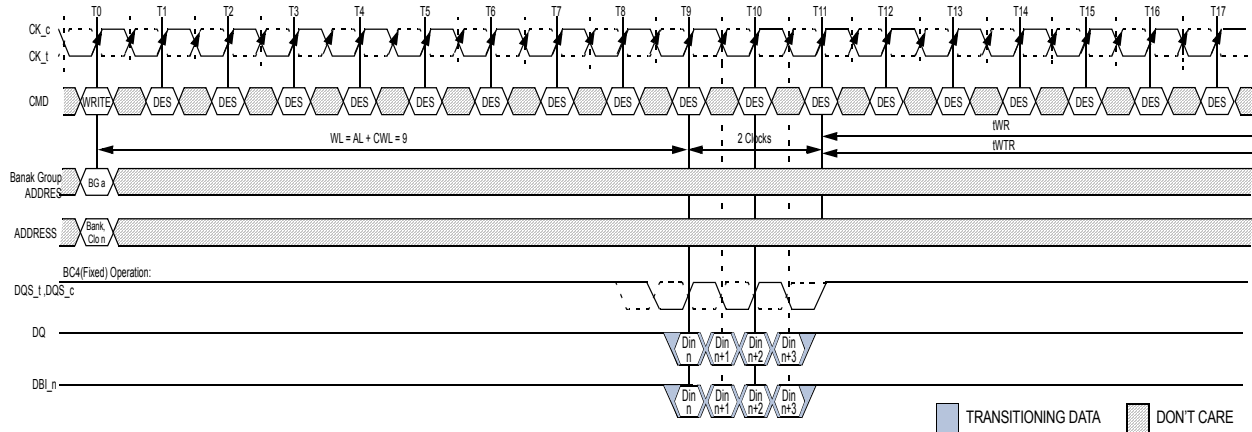 T0 T1 T2 T3 T4 T5 T6 T7 T8 T9 T10 T11 T12 T13 T14 T15 T16 T17
CK_c
CK_t
CMD WRITE DES DES DES DES DES DES DES DES DES DES DES DES DES DES DES DES DES
WL = AL + CWL = 9 2 Clocks tWR
tWTR
Banak Group
ADDRES
BG a
ADDRESS
Bank,
Clo n
BC4(Fixed) Operation:
DQS_t ,DQS_c
DQ
Din Din Din Din
n n+1 n+2 n+3
DBI_n
Din Din Din Din
n n+1 n+2 n+3
TRANSITIONING DATA DON'T CARE